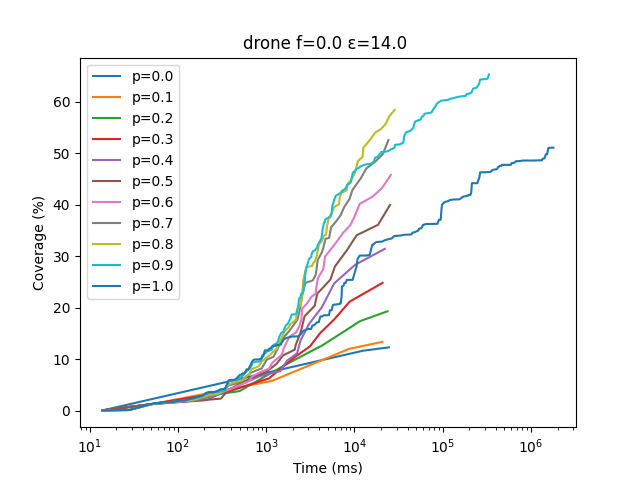 drone f=0.0 ε=14.0
Coverage (%)
60
50
40
30
20
10
0
p=0.0
p=0.1
p=0.2
p=0.3
p=0.4
p=0.5
p=0.6
p=0.7
p=0.8
p=0.9
p=1.0
10¹ 10² 10³ 10⁴ 10⁵ 10⁶
Time (ms)